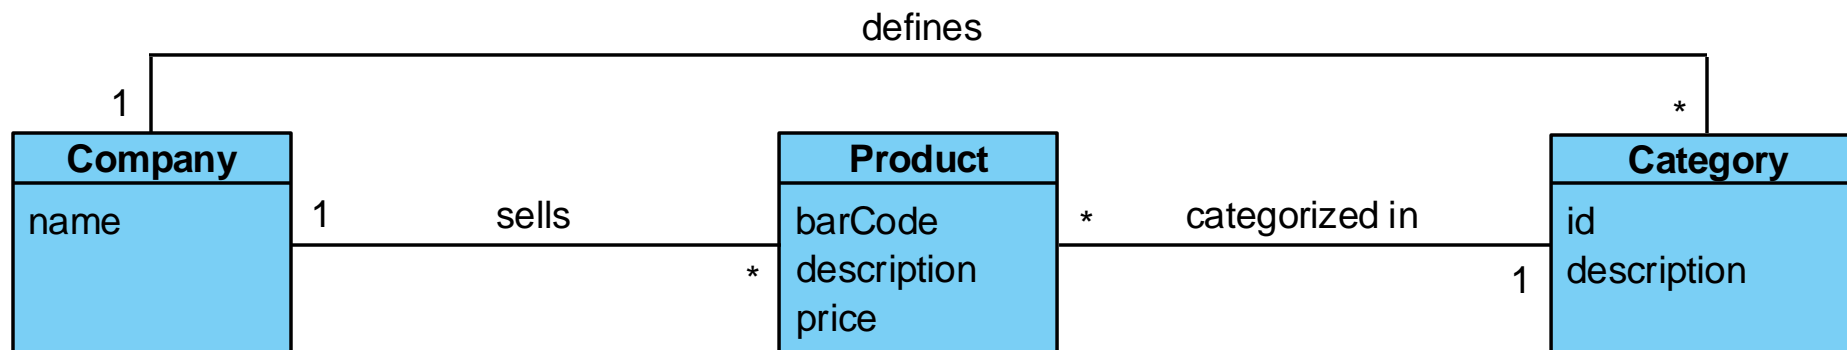 defines
1
*
Company
Product
Category
name
1
sells
*
barCode
description
price
*
categorized in
1
id
description